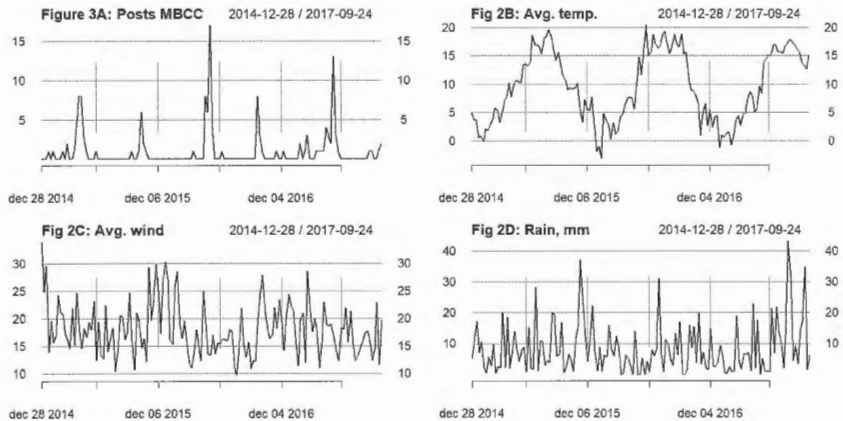 Figure 3A: Posts MBCC 2014-12-28 / 2017-09-24
15 15
10 10
5 5
dec 28 2014 dec 06 2015 dec 04 2016
Fig 2B: Avg. temp. 2014-12-28 / 2017-09-24
20 20
15 15
10 10
5 5
0 0
dec 28 2014 dec 06 2015 dec 04 2016
Fig 2C: Avg. wind 2014-12-28 / 2017-09-24
30 30
25 25
20 20
15 15
10 10
dec 28 2014 dec 06 2015 dec 04 2016
Fig 2D: Rain, mm 2014-12-28 / 2017-09-24
40 40
30 30
20 20
10 10
dec 28 2014 dec 06 2015 dec 04 2016